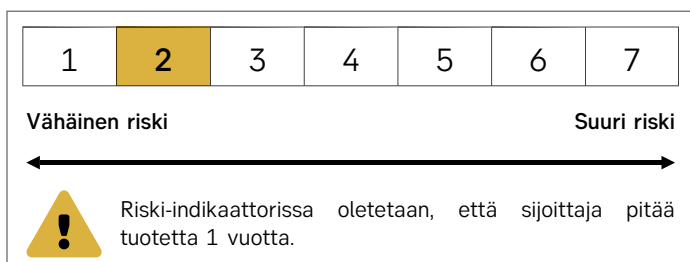 1 2 3 4 5 6 7
Vähäinen riski Suuri riski
Riski-indikaattorissa oletetaan, että sijoittaja pitää
tuotetta 1 vuotta.